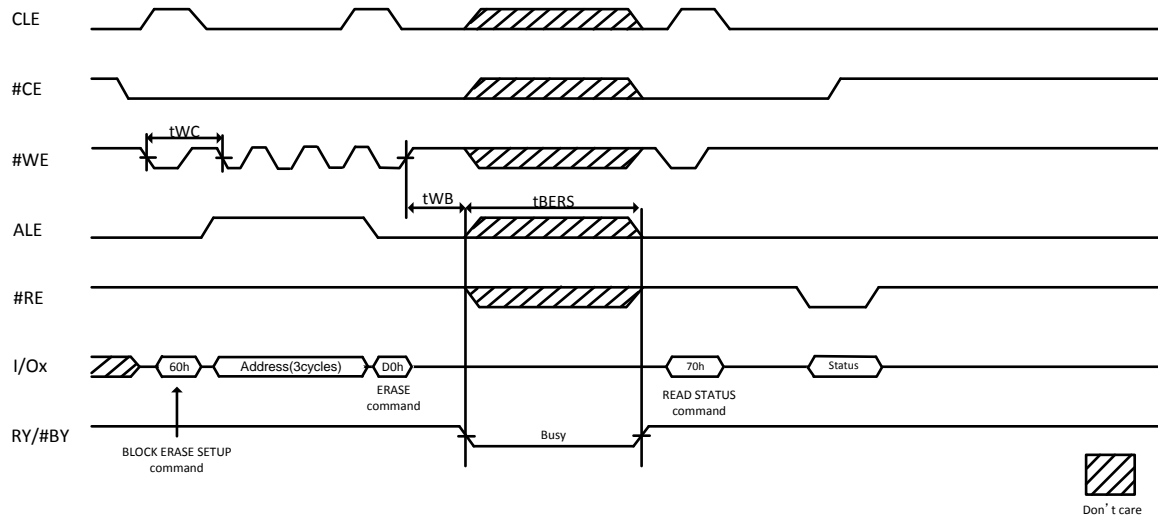 CLE
#CE
tWC
#WE
tWB
tBERS
ALE
#RE
I/Ox
60h
Address(3cycles)
D0h
70h
Status
ERASE
command
READ STATUS
command
RY/#BY
Busy
BLOCK ERASE SETUP
command
Don't care